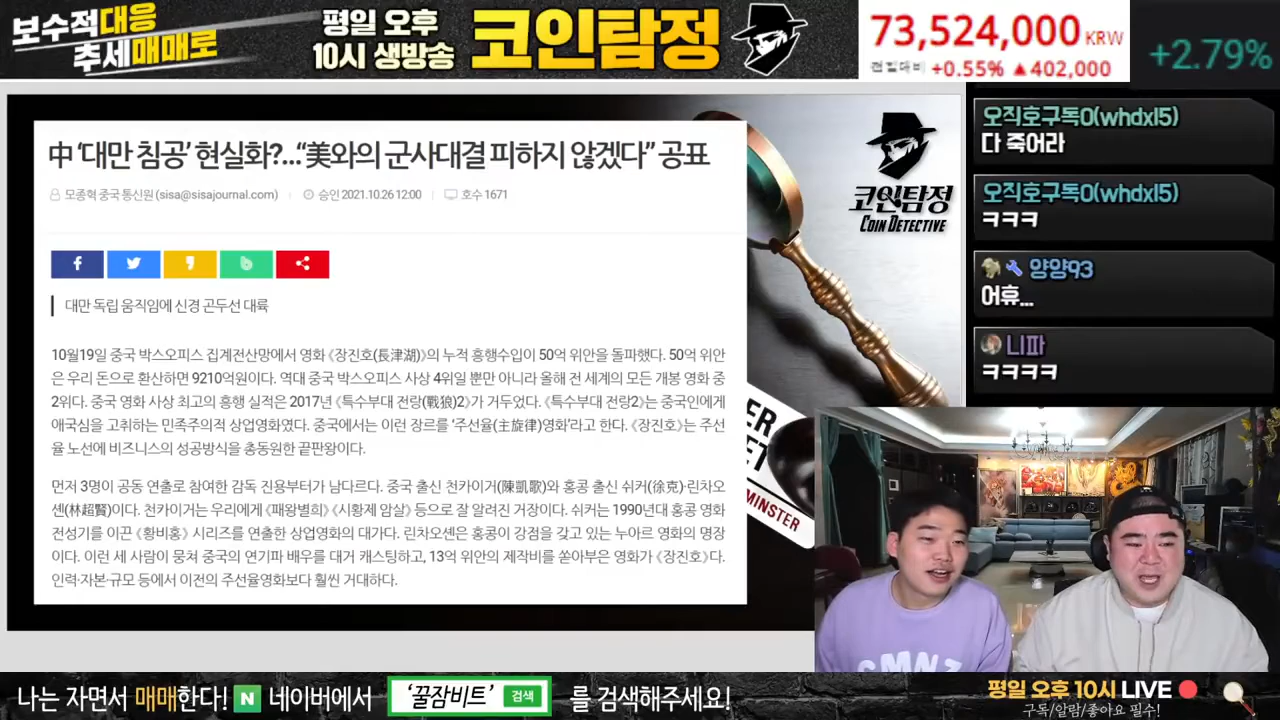 보수적대응
추세매매로
평일 오후
10시 생방송
코인탐정
73,524,000 KRW
전일대비 +0.55% ▲402,000
+2.79%
中 ‘대만 침공’ 현실화?...“美와의 군사대결 피하지 않겠다” 공표
모종혁 중국 통신원 (sisa@sisajournal.com)
승인 2021.10.26 12:00
호수 1671
대만 독립 움직임에 신경 곤두선 대륙
10월19일 중국 박스오피스 집계전산망에서 영화 《장진호(長津湖)》의 누적 흥행수입이 50억 위안을 돌파했다. 50억 위안
은 우리 돈으로 환산하면 9210억원이다. 역대 중국 박스오피스 사상 4위일 뿐만 아니라 올해 전 세계의 모든 개봉 영화 중
2위다. 중국 영화 사상 최고의 흥행 실적은 2017년 《특수부대 전랑(戰狼)2》가 거두었다. 《특수부대 전랑2》는 중국인에게
애국심을 고취하는 민족주의적 상업영화였다. 중국에서는 이런 장르를 ‘주선율(主旋律)영화’라고 한다. 《장진호》는 주선
율 노선에 비즈니스의 성공방식을 총동원한 끝판왕이다.
먼저 3명이 공동 연출로 참여한 감독 진용부터가 남다르다. 중국 출신 천카이거(陳凱歌)와 홍콩 출신 쉬커(徐克)·린차오
셴(林超賢)이다. 천카이거는 우리에게 《패왕별희》 《시황제 암살》 등으로 잘 알려진 거장이다. 쉬커는 1990년대 홍콩 영화
전성기를 이끈 《황비홍》 시리즈를 연출한 상업영화의 대가다. 린차오셴은 홍콩이 강점을 갖고 있는 누아르 영화의 명장
이다. 이런 세 사람이 뭉쳐 중국의 연기파 배우를 대거 캐스팅하고, 13억 위안의 제작비를 쏟아부은 영화가 《장진호》다.
인력·자본·규모 등에서 이전의 주선율영화보다 훨씬 거대하다.
코인탐정
COIN DETECTIVE
MINSTER
오직호구독0(whdxl5)
다 죽어라
오직호구독0(whdxl5)
ㅋㅋㅋ
양양93
어휴...
니파
ㅋㅋㅋㅋ
나는 자면서 매매한다! N 네이버에서 ‘꿀잠비트’ 검색 를 검색해주세요!
평일 오후 10시 LIVE
구독/알람/좋아요 필수!